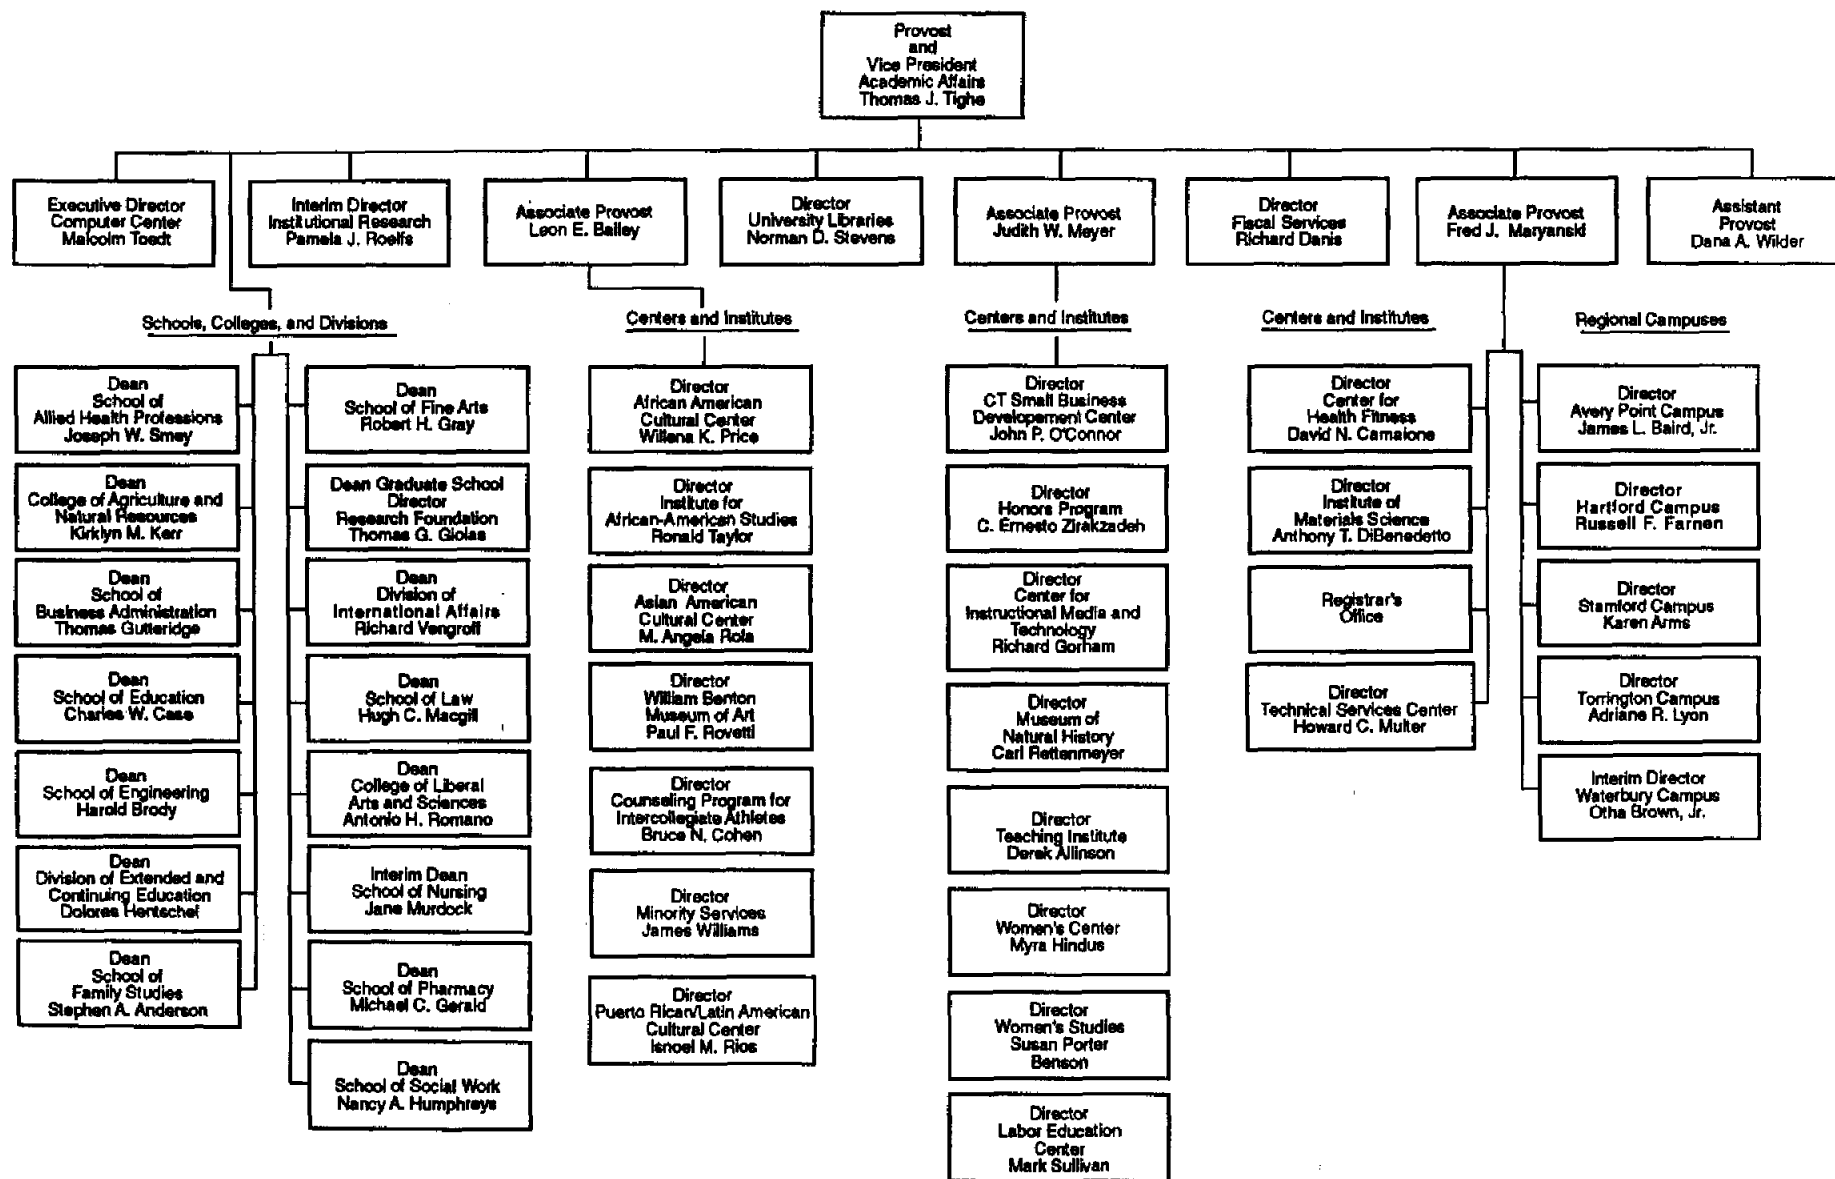 Provost
and
Vice President
Academic Affairs
Thomas J. Tighe
Executive Director
Computer Center
Malcolm Toedt
Interim Director
Institutional Research
Pamela J. Roelfs
Associate Provost
Leon E. Bailey
Director
University Libraries
Norman D. Stevens
Associate Provost
Judith W. Meyer
Director
Fiscal Services
Richard Danis
Associate Provost
Fred J. Maryanski
Assistant
Provost
Dana A. Wilder
Schools, Colleges, and Divisions
Dean
School of
Allied Health Professions
Joseph W. Smey
Dean
College of Agriculture and
Natural Resources
Kirklyn M. Kerr
Dean
School of
Business Administration
Thomas Gutteridge
Dean
School of Education
Charles W. Case
Dean
School of Engineering
Harold Brody
Dean
Division of Extended and
Continuing Education
Dolores Hentschel
Dean
School of
Family Studies
Stephen A. Anderson
Dean
School of Fine Arts
Robert H. Gray
Dean Graduate School
Director
Research Foundation
Thomas G. Giolas
Dean
Division of
International Affairs
Richard Vengroff
Dean
School of Law
Hugh C. Macgill
Dean
College of Liberal
Arts and Sciences
Antonio H. Romano
Interim Dean
School of Nursing
Jane Murdock
Dean
School of Pharmacy
Michael C. Gerald
Dean
School of Social Work
Nancy A. Humphreys
Centers and Institutes
Director
African American
Cultural Center
Willena K. Price
Director
Institute for
African-American Studies
Ronald Taylor
Director
Asian American
Cultural Center
M. Angela Rola
Director
William Benton
Museum of Art
Paul F. Rovetti
Director
Counseling Program for
Intercollegiate Athletes
Bruce N. Cohen
Director
Minority Services
James Williams
Director
Puerto Rican/Latin American
Cultural Center
Isnoel M. Rios
Centers and Institutes
Director
CT Small Business
Developement Center
John P. O'Connor
Director
Honors Program
C. Ernesto Zirakzadeh
Director
Center for
Instructional Media and
Technology
Richard Gorham
Director
Museum of
Natural History
Carl Rettenmeyer
Director
Teaching Institute
Derek Allinson
Director
Women's Center
Myra Hindus
Director
Women's Studies
Susan Porter
Benson
Director
Labor Education
Center
Mark Sullivan
Centers and Institutes
Director
Center for
Health Fitness
David N. Camaione
Director
Institute of
Materials Science
Anthony T. DiBenedetto
Registrar's
Office
Director
Technical Services Center
Howard C. Multer
Regional Campuses
Director
Avery Point Campus
James L. Baird, Jr.
Director
Hartford Campus
Russell F. Farnen
Director
Stamford Campus
Karen Arms
Director
Torrington Campus
Adriane R. Lyon
Interim Director
Waterbury Campus
Otha Brown, Jr.